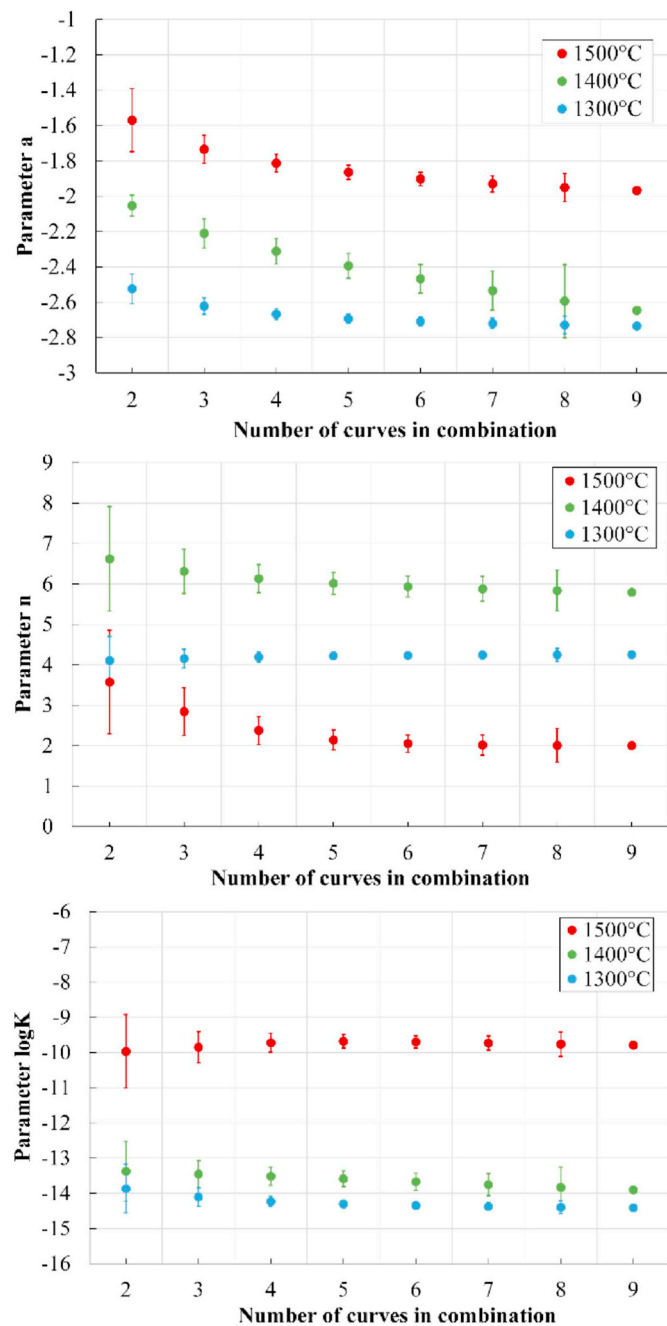 -1
-1.2
-1.4
-1.6
-1.8
-2
-2.2
-2.4
-2.6
-2.8
-3
Parameter a
1500°C
1400°C
1300°C
2 3 4 5 6 7 8 9
Number of curves in combination
9
8
7
6
5
4
3
2
1
0
Parameter n
1500°C
1400°C
1300°C
2 3 4 5 6 7 8 9
Number of curves in combination
-6
-7
-8
-9
-10
-11
-12
-13
-14
-15
-16
Parameter logK
1500°C
1400°C
1300°C
2 3 4 5 6 7 8 9
Number of curves in combination